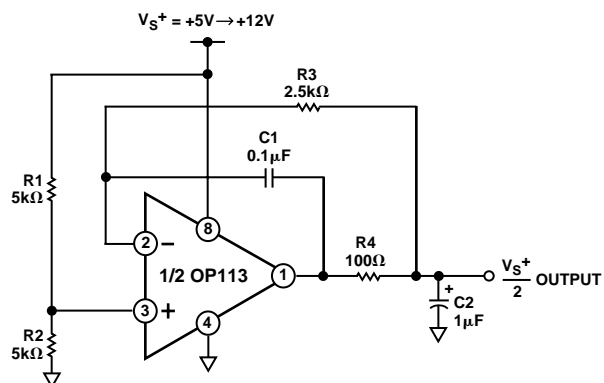 VS+ = +5V→+12V
R3
2.5kΩ
C1
0.1μF
R1
5kΩ
2
−
8
1/2 OP113
1
R4
100Ω
VS+
2
OUTPUT
3
+
4
+
C2
1μF
R2
5kΩ